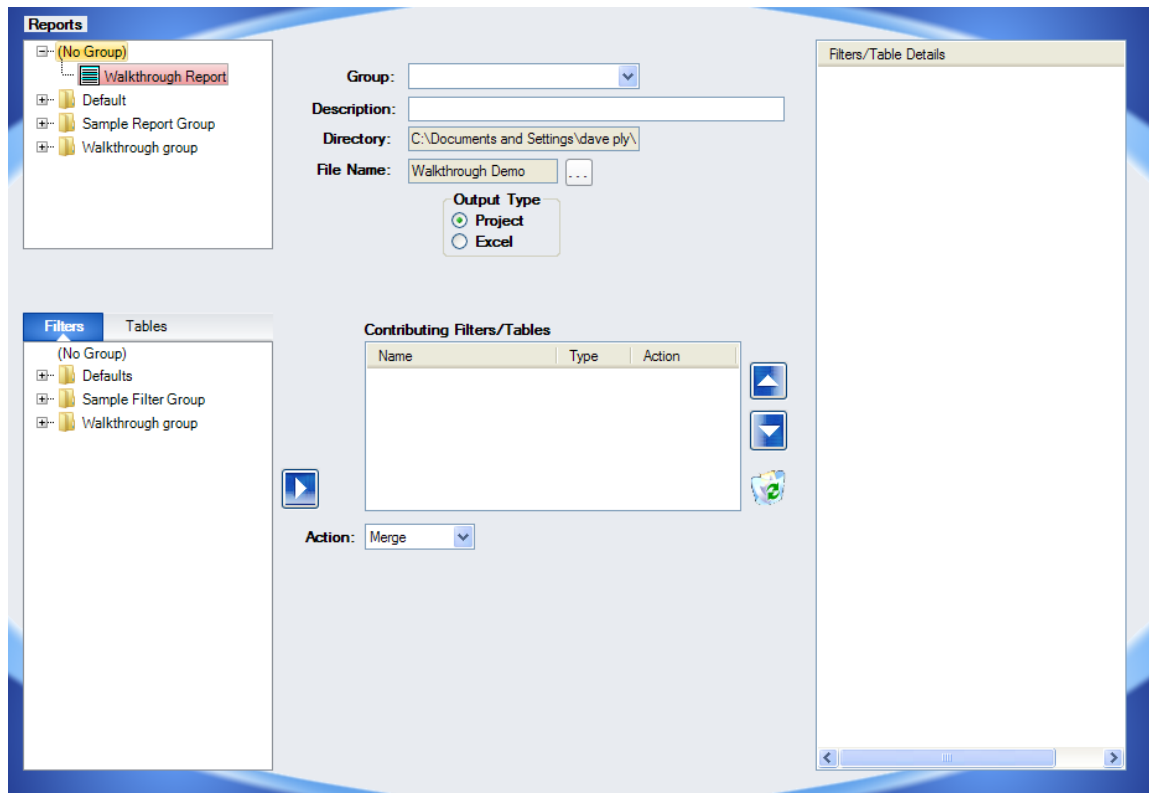 Reports
(No Group)
Walkthrough Report
Default
Sample Report Group
Walkthrough group
Group:
Description:
Directory: C:\Documents and Settings\dave ply\
File Name: Walkthrough Demo ...
Output Type
Project
Excel
Filters/Table Details
Filters Tables
(No Group)
Defaults
Sample Filter Group
Walkthrough group
Contributing Filters/Tables
Name Type Action
Action: Merge